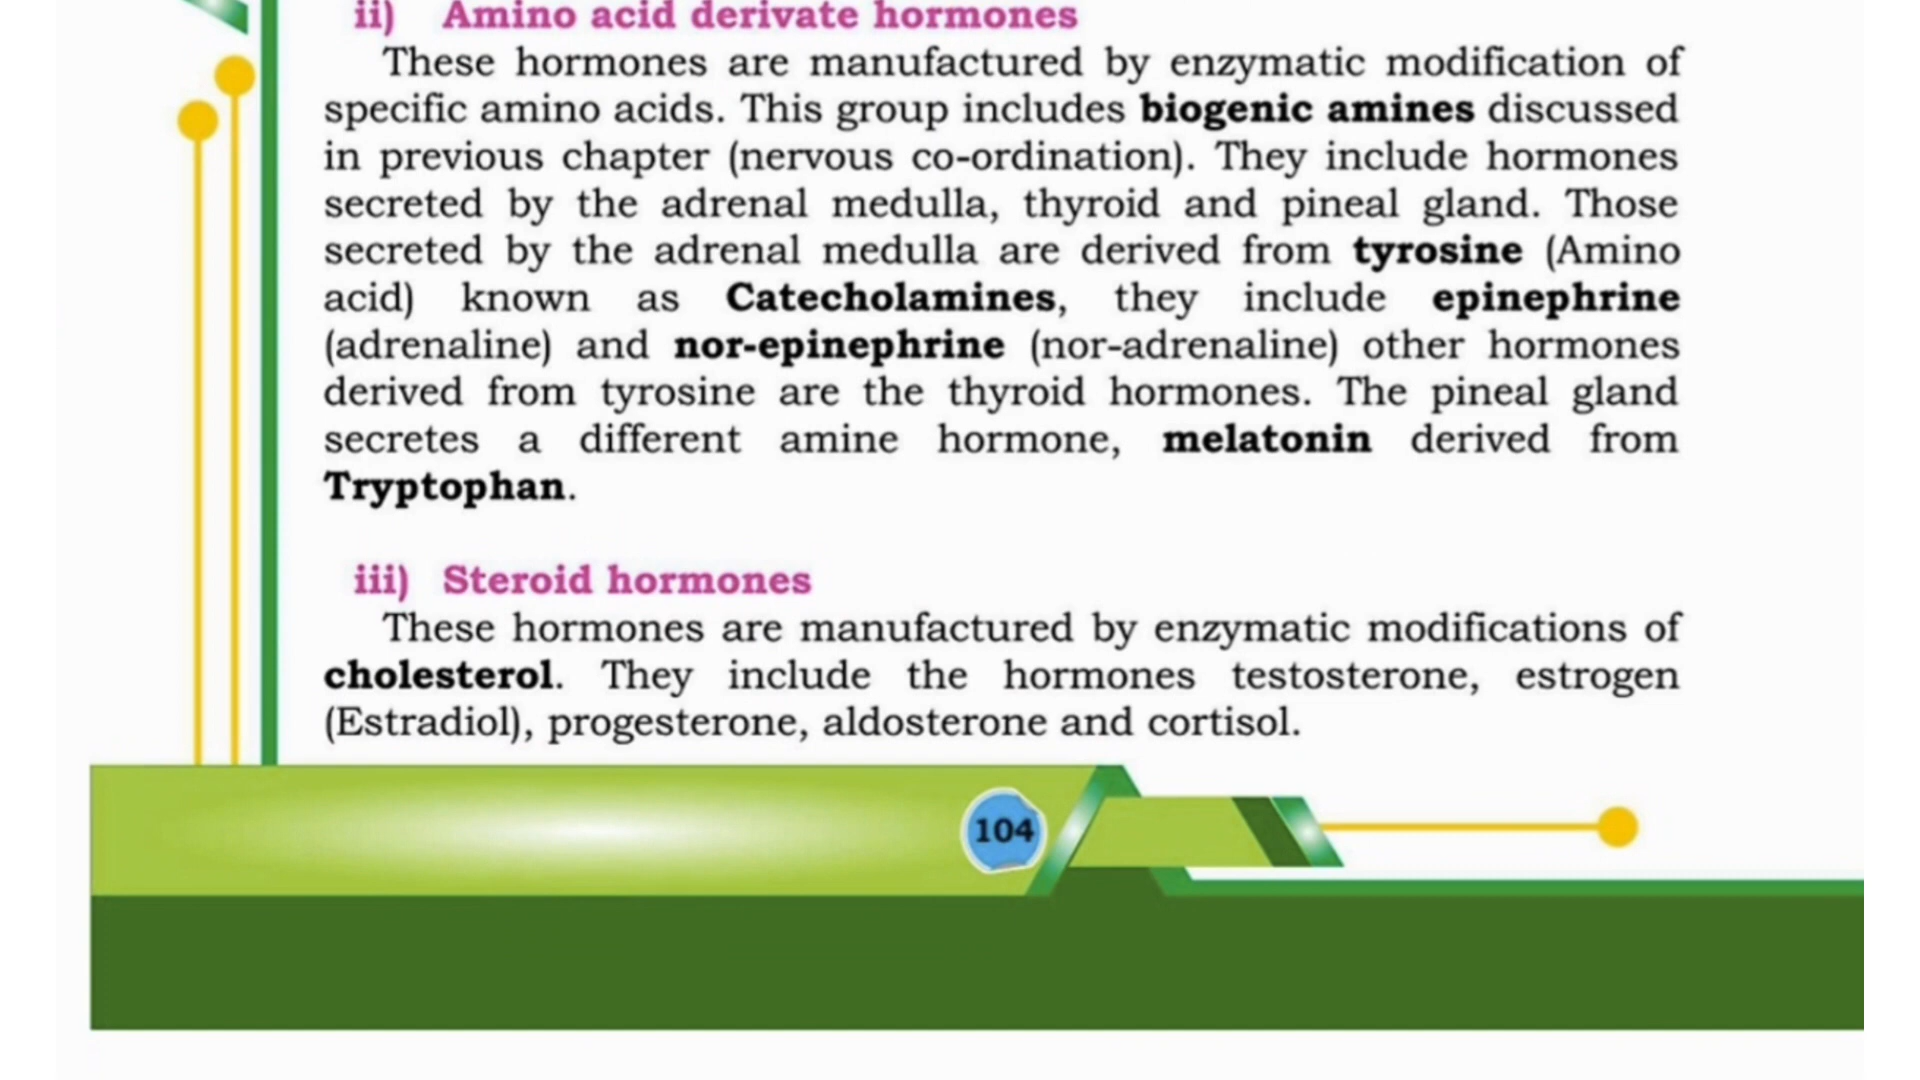 ii) Amino acid derivate hormones
These hormones are manufactured by enzymatic modification of
specific amino acids. This group includes biogenic amines discussed
in previous chapter (nervous co-ordination). They include hormones
secreted by the adrenal medulla, thyroid and pineal gland. Those
secreted by the adrenal medulla are derived from tyrosine (Amino
acid) known as Catecholamines, they include epinephrine
(adrenaline) and nor-epinephrine (nor-adrenaline) other hormones
derived from tyrosine are the thyroid hormones. The pineal gland
secretes a different amine hormone, melatonin derived from
Tryptophan.
iii) Steroid hormones
These hormones are manufactured by enzymatic modifications of
cholesterol. They include the hormones testosterone, estrogen
(Estradiol), progesterone, aldosterone and cortisol.
104